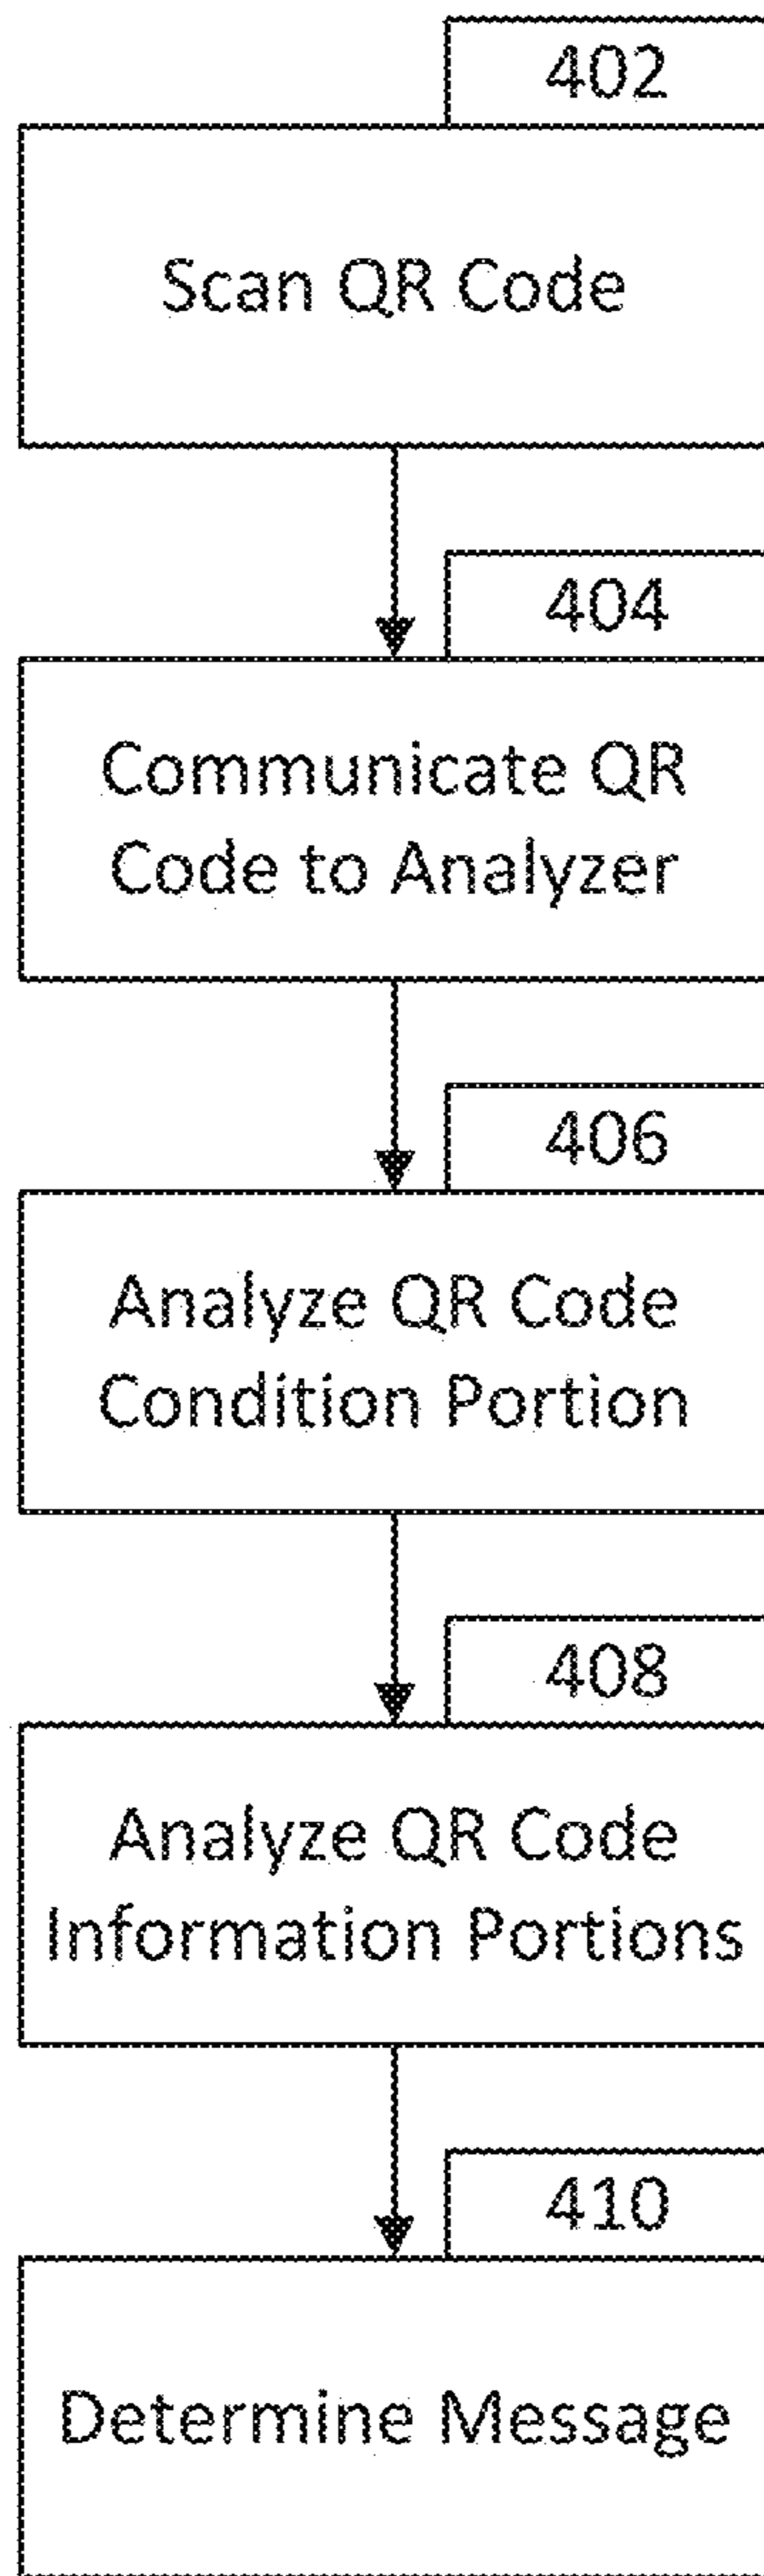 402
Scan QR Code
404
Communicate QR
Code to Analyzer
406
Analyze QR Code
Condition Portion
408
Analyze QR Code
Information Portions
410
Determine Message